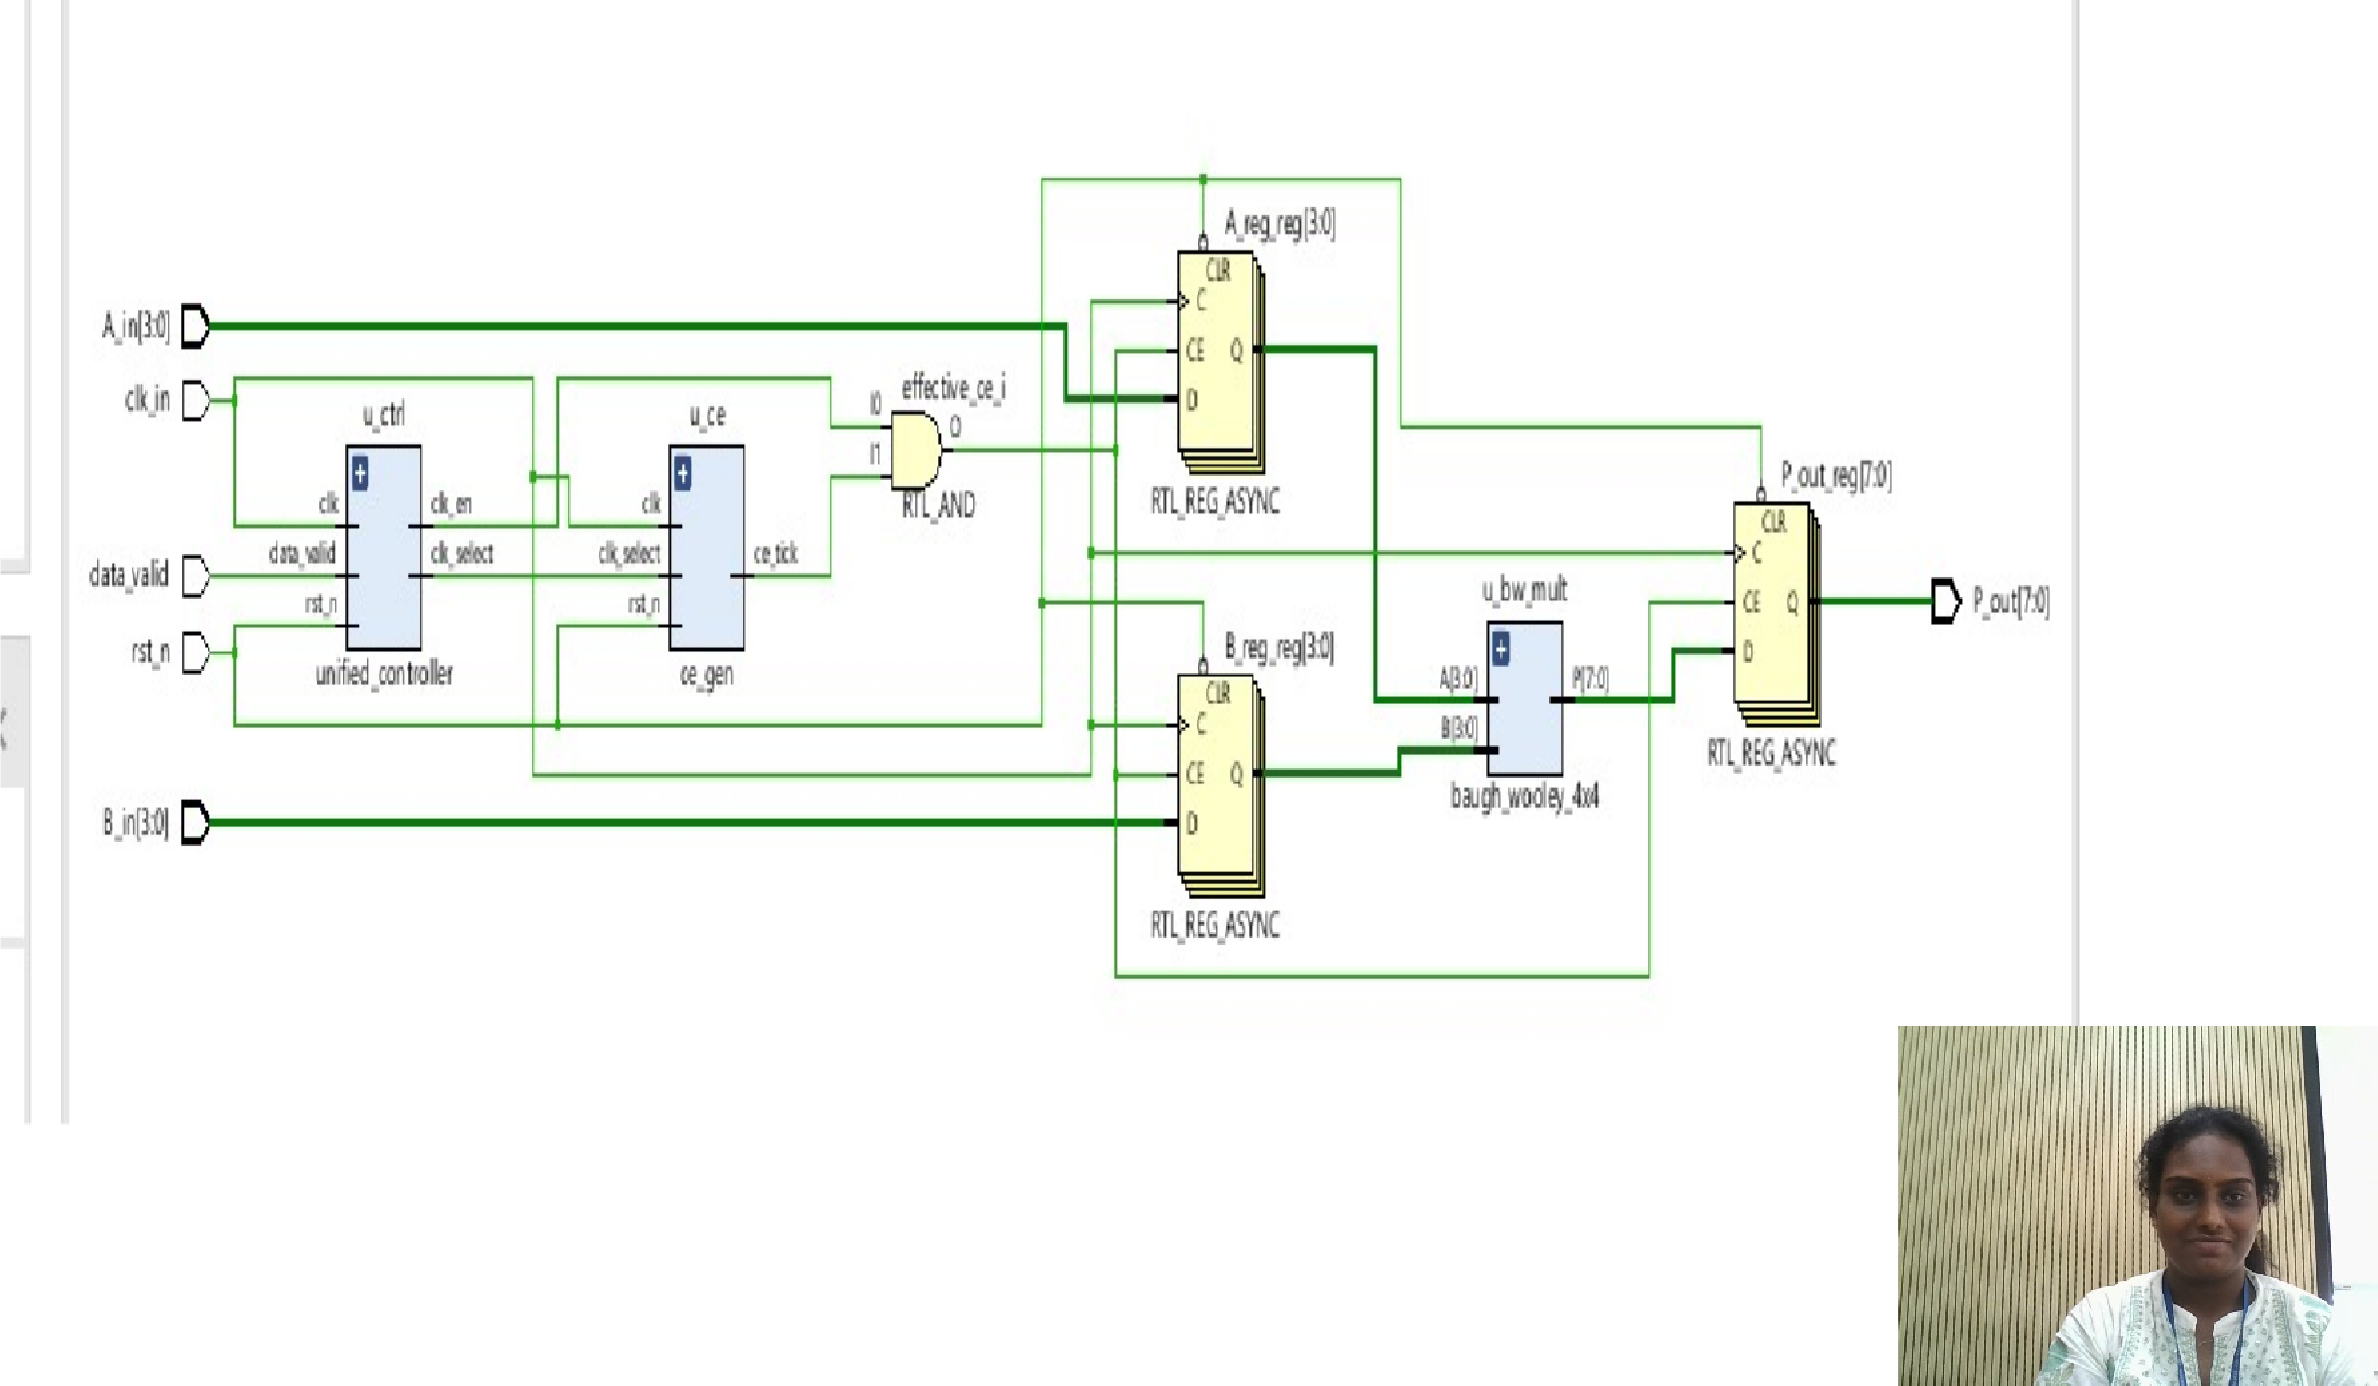 A_in[3:0]
clk_in
data_valid
rst_n
B_in[3:0]
u_ctrl
clk
data_valid
rst_n
clk_en
clk_select
unified_controller
u_ce
clk
clk_select
rst_n
ce_tick
ce_gen
effective_ce_i
I0
I1
O
RTL_AND
A_reg_reg[3:0]
CLR
C
CE
D
Q
RTL_REG_ASYNC
B_reg_reg[3:0]
CLR
C
CE
D
Q
RTL_REG_ASYNC
u_bw_mult
A[3:0]
B[3:0]
P[7:0]
baugh_wooley_4x4
P_out_reg[7:0]
CLR
C
CE
D
Q
RTL_REG_ASYNC
P_out[7:0]